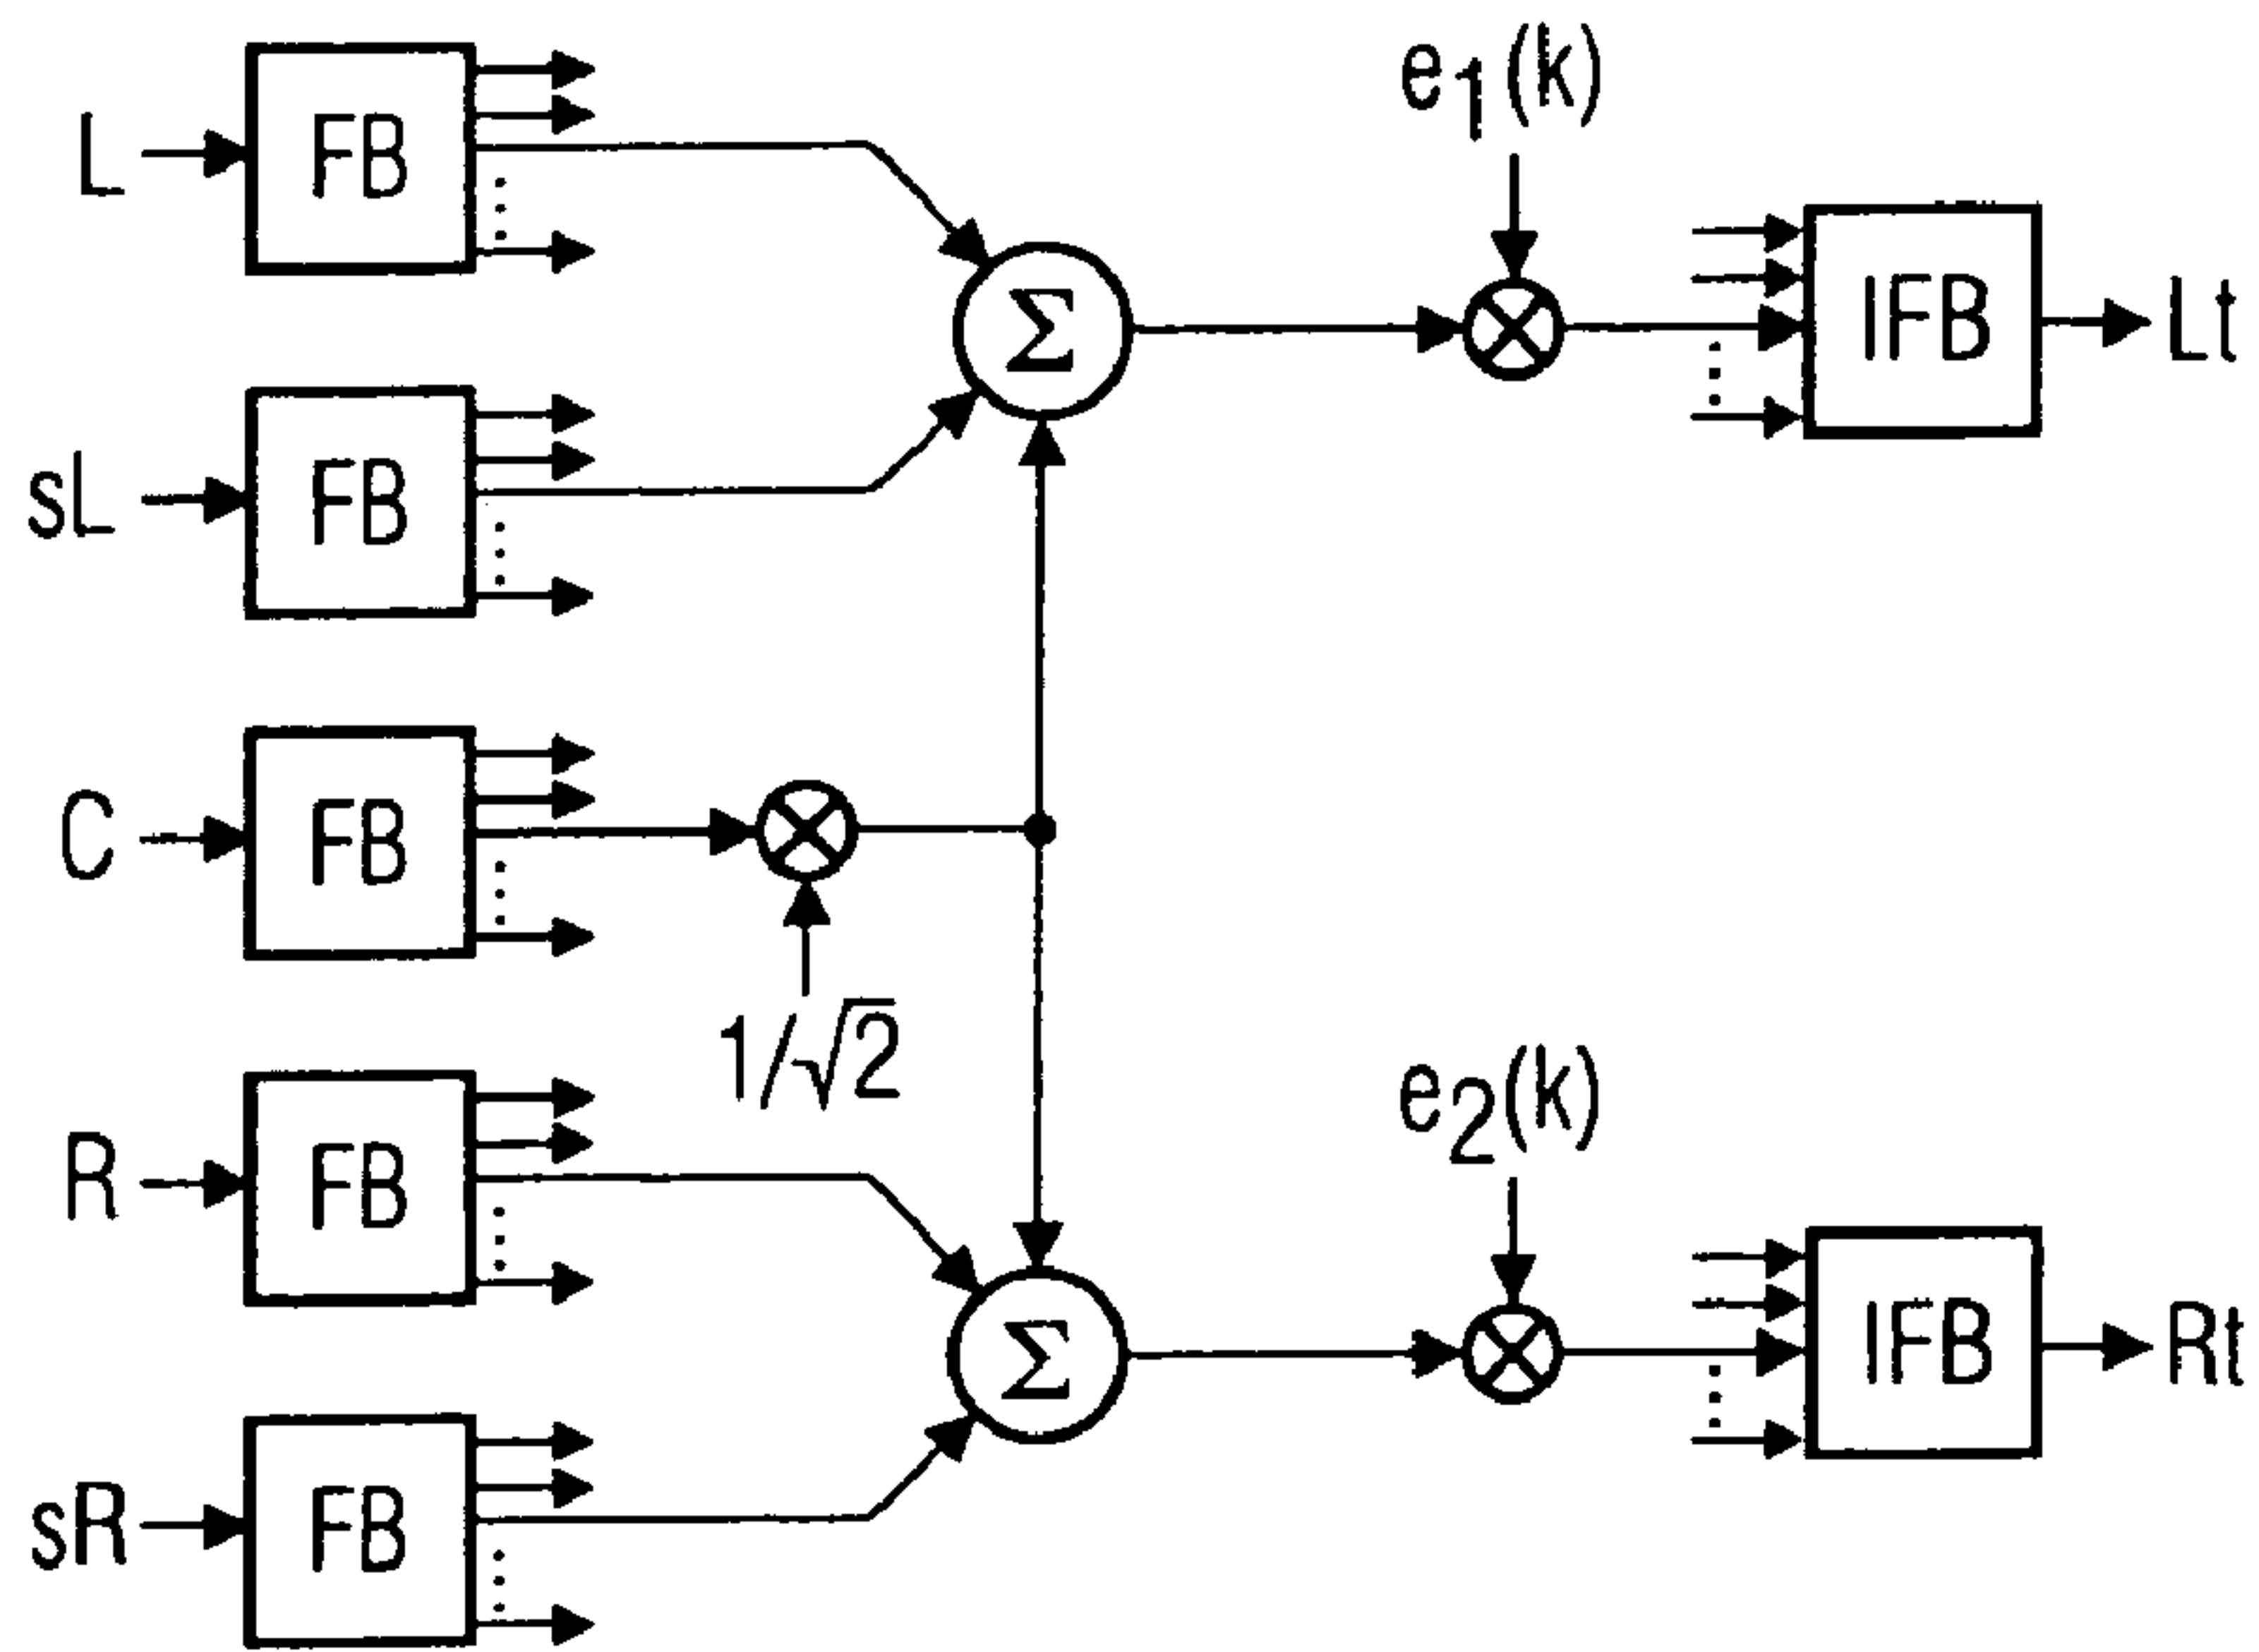 L
FB
e1(k)
Σ
IFB
Lt
sL
FB
C
FB
1/√2
R
FB
e2(k)
Σ
IFB
Rt
sR
FB